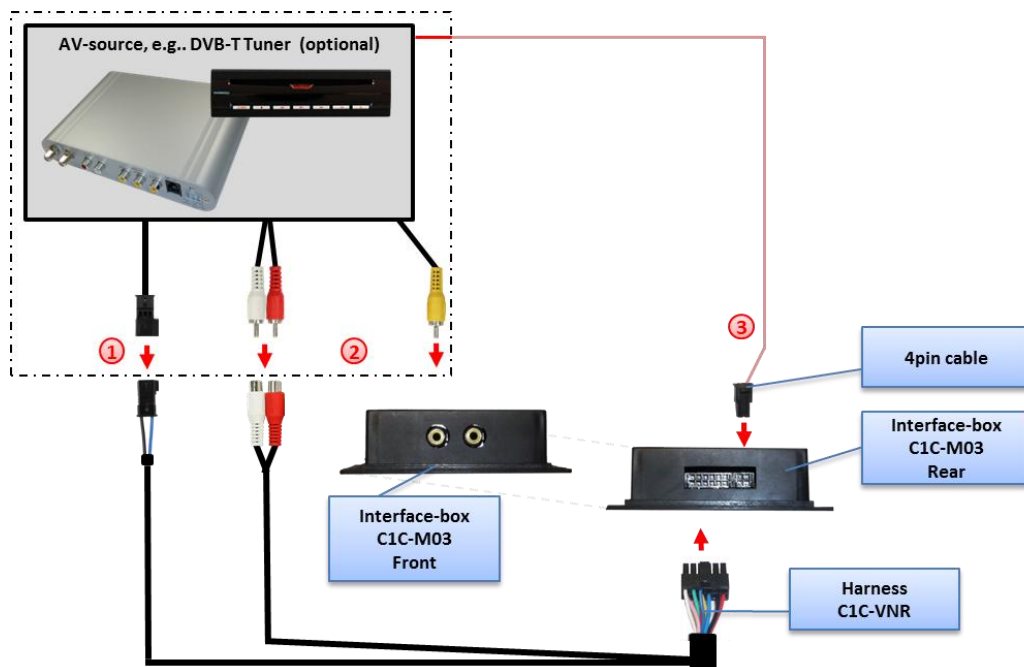 AV-source, e.g.. DVB-T Tuner (optional)
1
2
3
4pin cable
Interface-box
C1C-M03
Rear
Interface-box
C1C-M03
Front
Harness
C1C-VNR